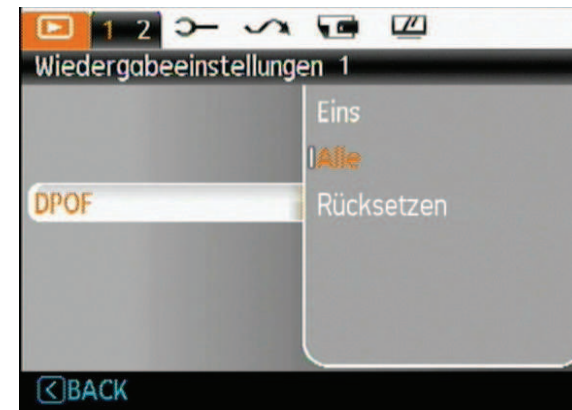 1 2
Wiedergabeeinstellungen 1
Eins
Alle
DPOF
Rücksetzen
BACK